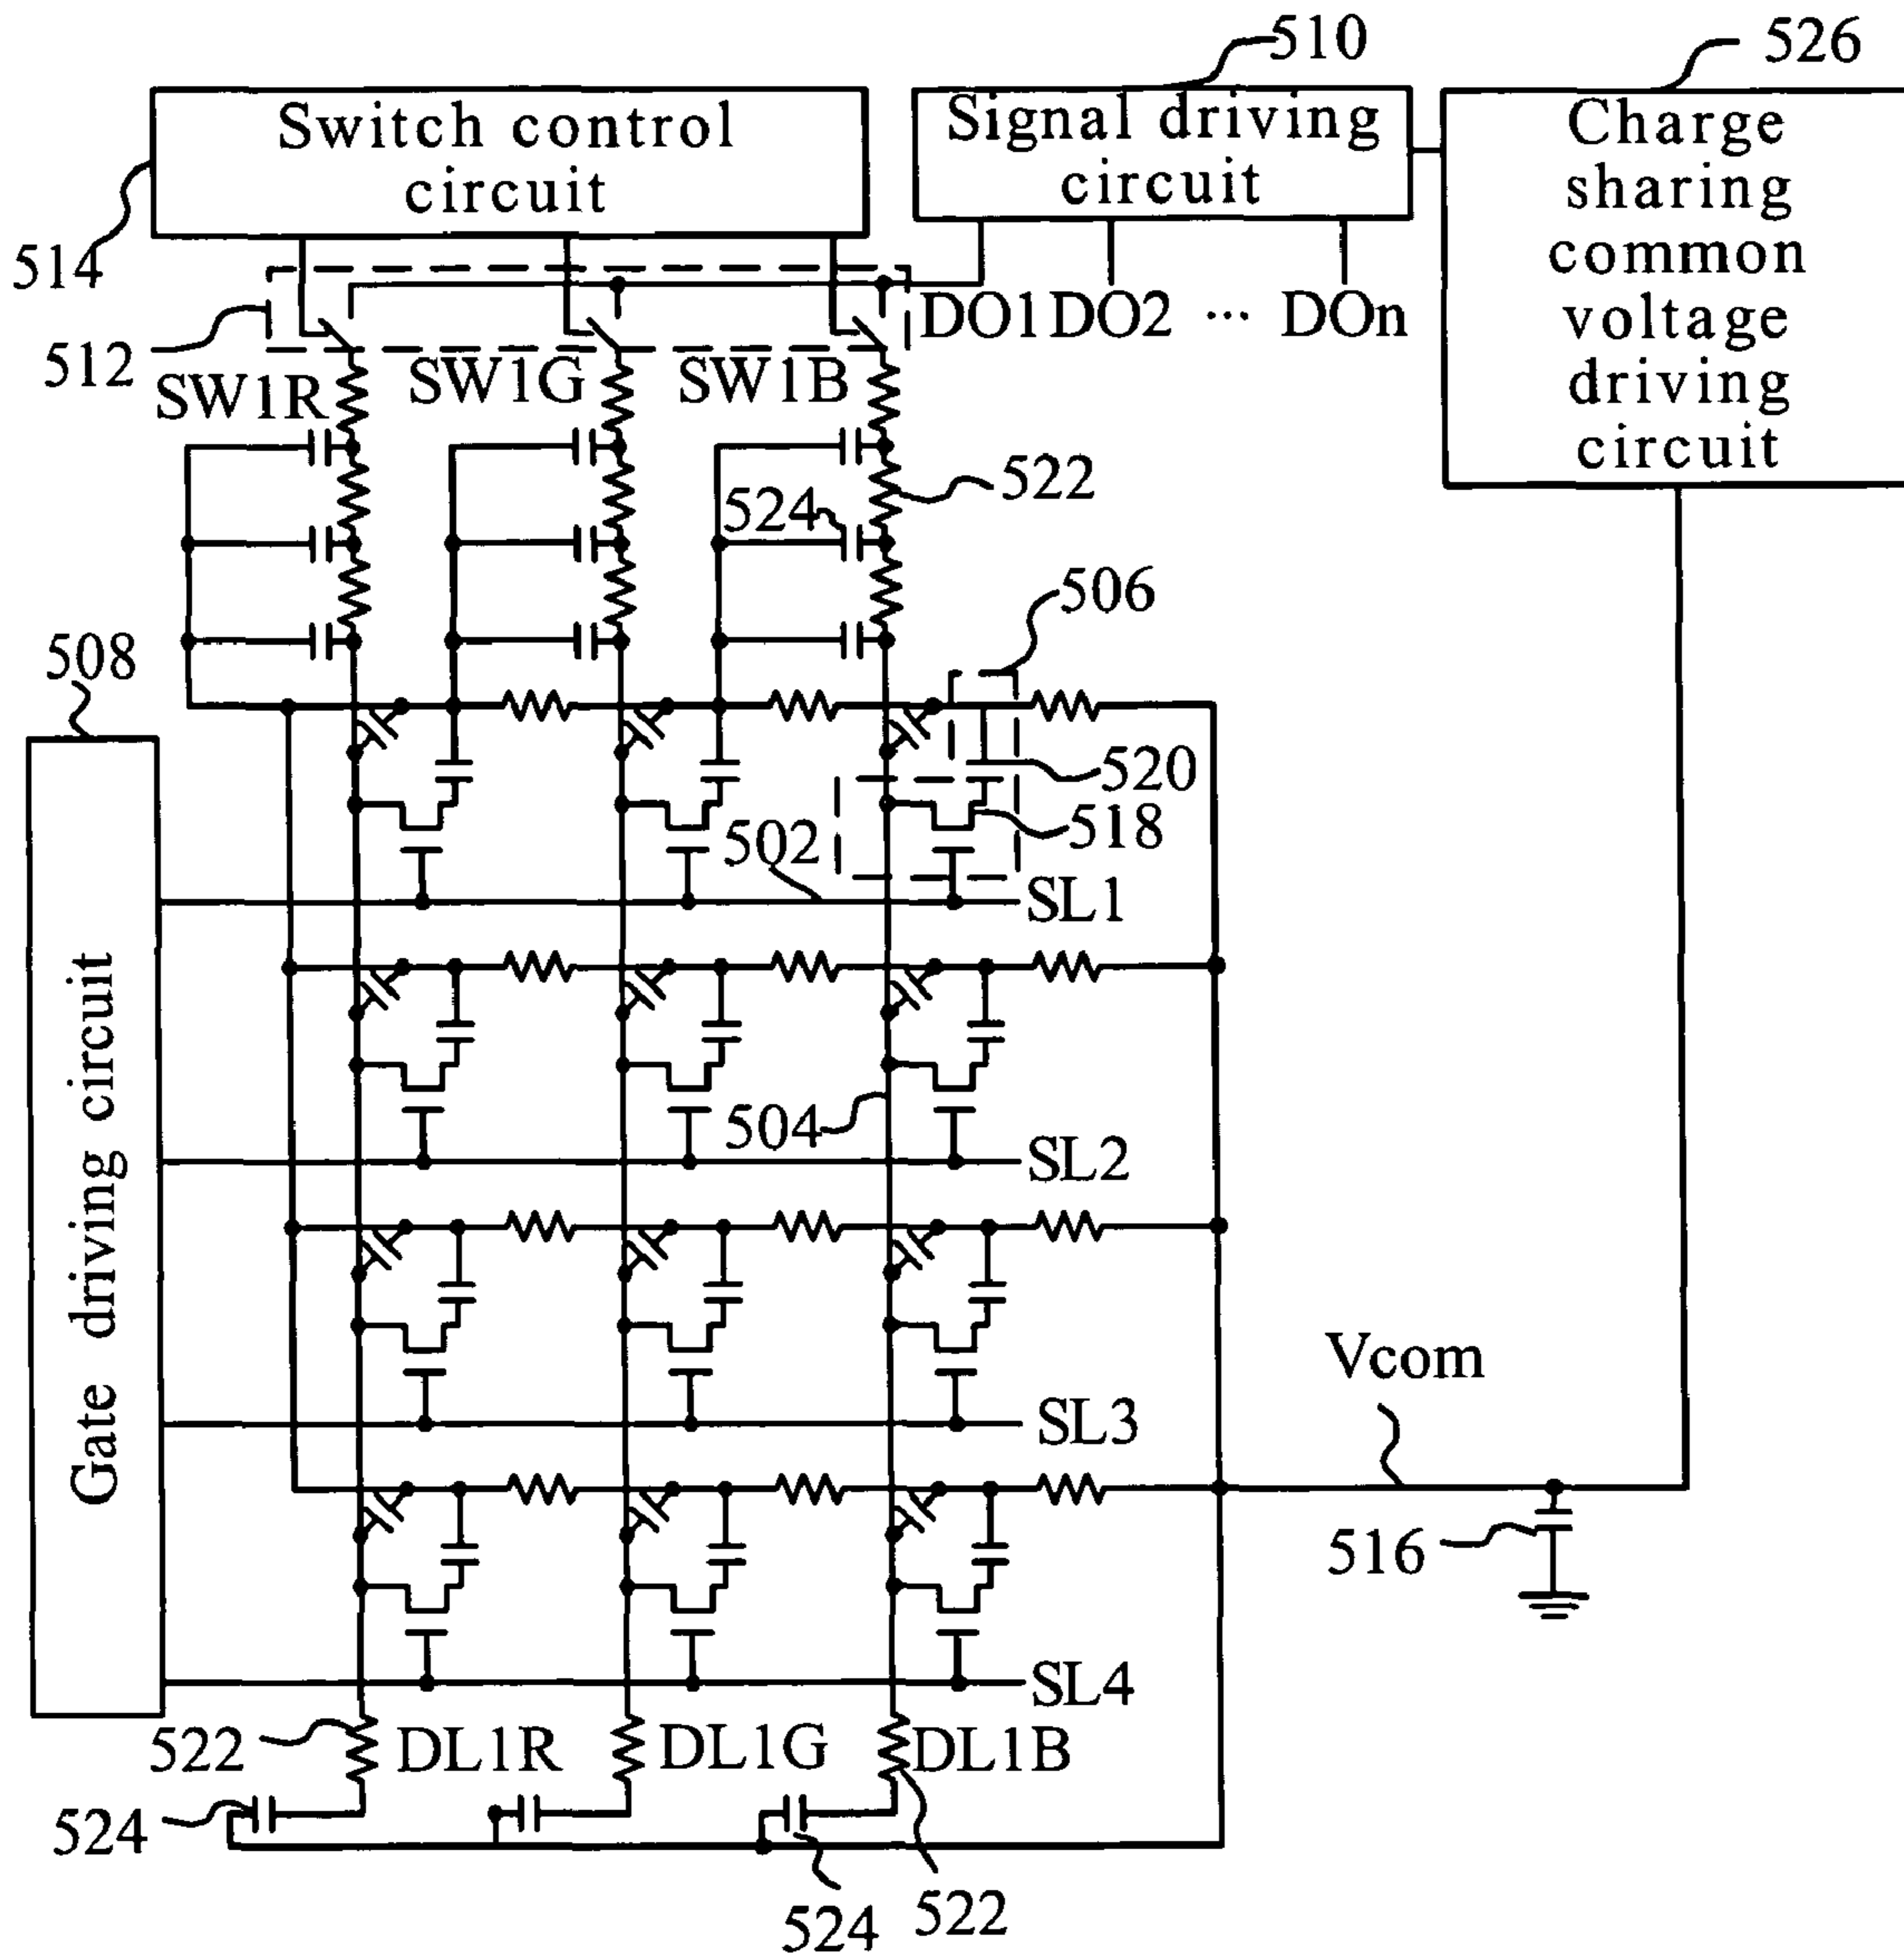 510
526
Switch control
circuit
Signal driving
circuit
Charge
sharing
common
voltage
driving
circuit
514
512
DO1 DO2 ... DOn
SW1R
SW1G
SW1B
522
524
506
508
520
518
502
SL1
Gate driving circuit
504
SL2
Vcom
SL3
516
SL4
522
DL1R
DL1G
DL1B
524
524
522